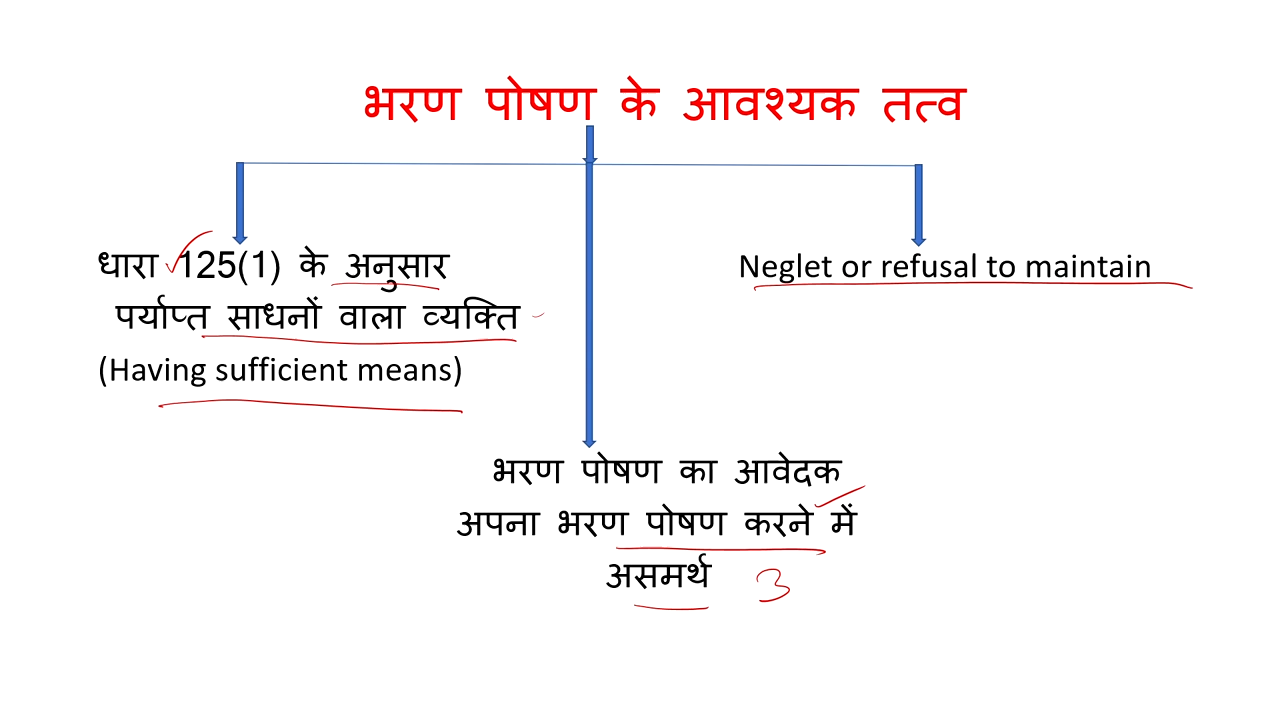 भरण पोषण के आवश्यक तत्व
धारा 125(1) के अनुसार
पर्याप्त साधनों वाला व्यक्ति
(Having sufficient means)
Neglet or refusal to maintain
भरण पोषण का आवेदक
अपना भरण पोषण करने में
असमर्थ 3